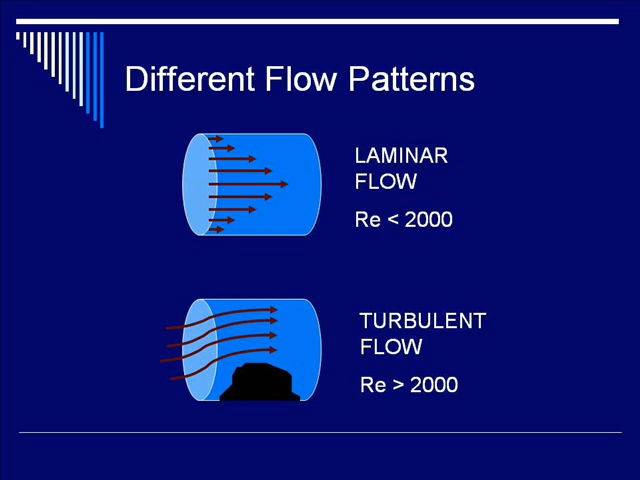 Different Flow Patterns
LAMINAR
FLOW
Re < 2000
TURBULENT
FLOW
Re > 2000